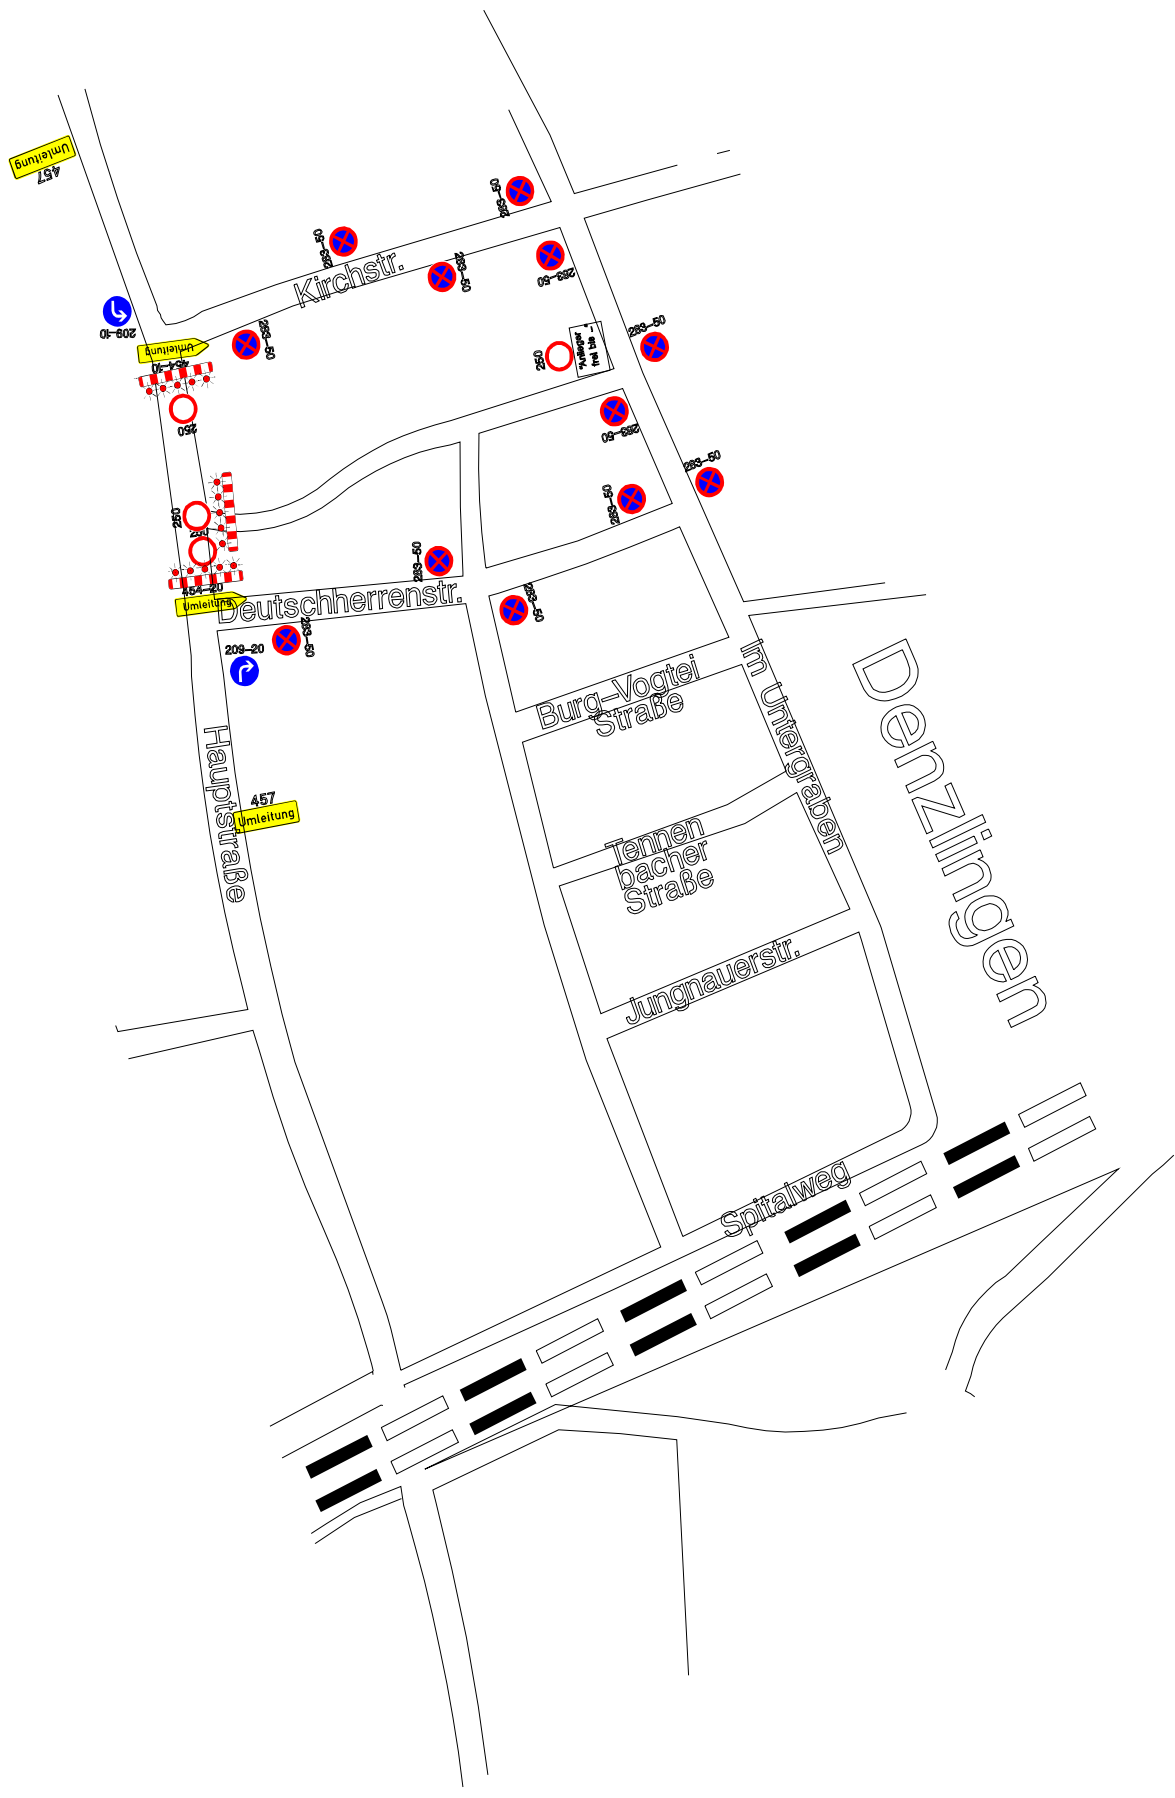 Umleitung
457
283-50
283-50
Kirchstr.
283-50
283-50
209-10
Umleitung
454-10
283-50
250
"Anlieger
frei bis ... "
283-50
250
283-50
283-50
283-50
250
283-50
454-20
Umleitung
Deutschherrenstr.
283-50
283-50
209-20
Burg-Vogtei
Straße
Im Untergraben
Denzlingen
Hauptstraße
457
Umleitung
Tennen
bacher
Straße
Jungnauerstr.
Spitalweg